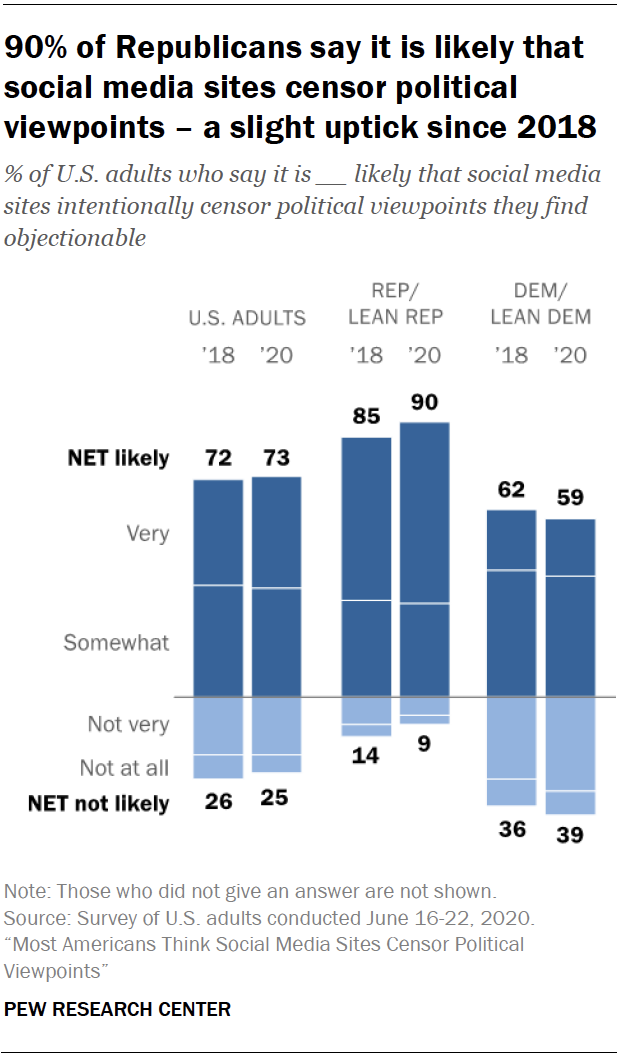 90% of Republicans say it is likely that
social media sites censor political
viewpoints – a slight uptick since 2018
% of U.S. adults who say it is __ likely that social media
sites intentionally censor political viewpoints they find
objectionable
U.S. ADULTS
REP/
LEAN REP
DEM/
LEAN DEM
’18 ’20 ’18 ’20 ’18 ’20
NET likely 72 73 85 90 62 59
Very
Somewhat
Not very
Not at all
NET not likely 26 25 14 9 36 39
Note: Those who did not give an answer are not shown.
Source: Survey of U.S. adults conducted June 16-22, 2020.
“Most Americans Think Social Media Sites Censor Political
Viewpoints”
PEW RESEARCH CENTER